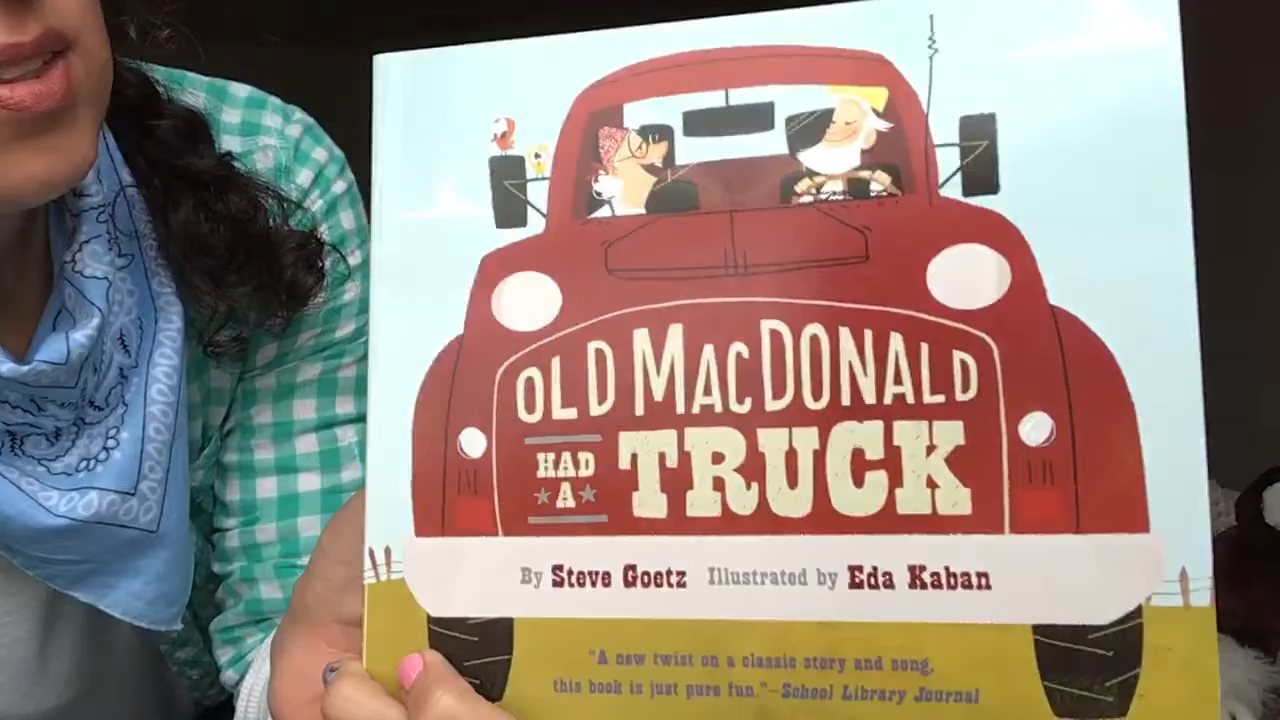 OLD MACDONALD
HAD
A
TRUCK
By Steve Goetz Illustrated by Eda Kaban
"A new twist on a classic story and song,
this book is just pure fun."—School Library Journal